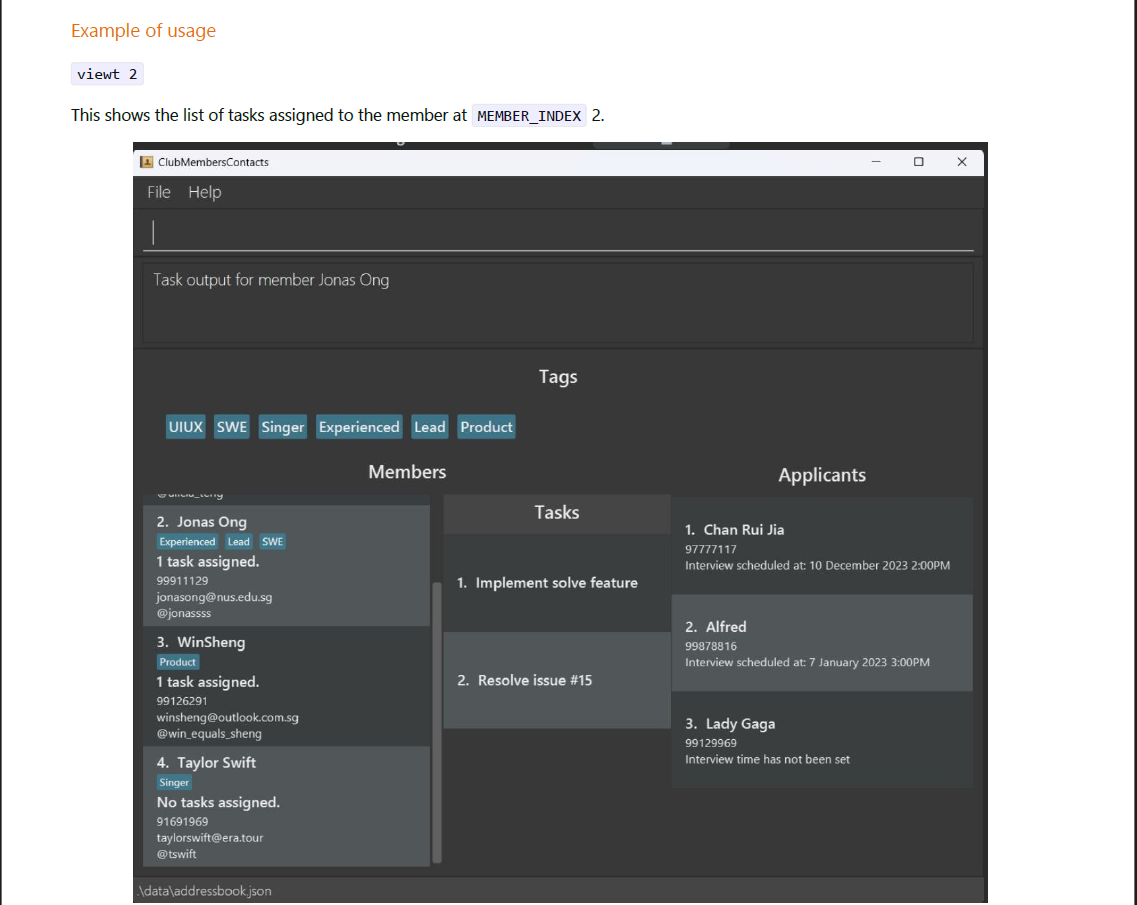 Example of usage
viewt 2
This shows the list of tasks assigned to the member at MEMBER_INDEX 2.
ClubMembersContacts
File Help
Task output for member Jonas Ong
Tags
UIUX SWE Singer Experienced Lead Product
Members
2. Jonas Ong
Experienced Lead SWE
1 task assigned.
99911129
jonasong@nus.edu.sg
@jonassss
3. WinSheng
Product
1 task assigned.
99126291
winsheng@outlook.com.sg
@win_equals_sheng
4. Taylor Swift
Singer
No tasks assigned.
91691969
taylorswift@era.tour
@tswift
Tasks
1. Implement solve feature
2. Resolve issue #15
Applicants
1. Chan Rui Jia
97777117
Interview scheduled at: 10 December 2023 2:00PM
2. Alfred
99878816
Interview scheduled at: 7 January 2023 3:00PM
3. Lady Gaga
99129969
Interview time has not been set
.\data\addressbook.json